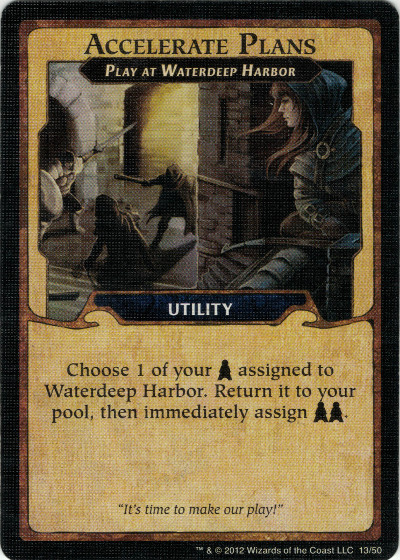 ACCELERATE PLANS
PLAY AT WATERDEEP HARBOR
UTILITY
Choose 1 of your assigned to
Waterdeep Harbor. Return it to your
pool, then immediately assign .
"It's time to make our play!"
™ & © 2012 Wizards of the Coast LLC 13/50